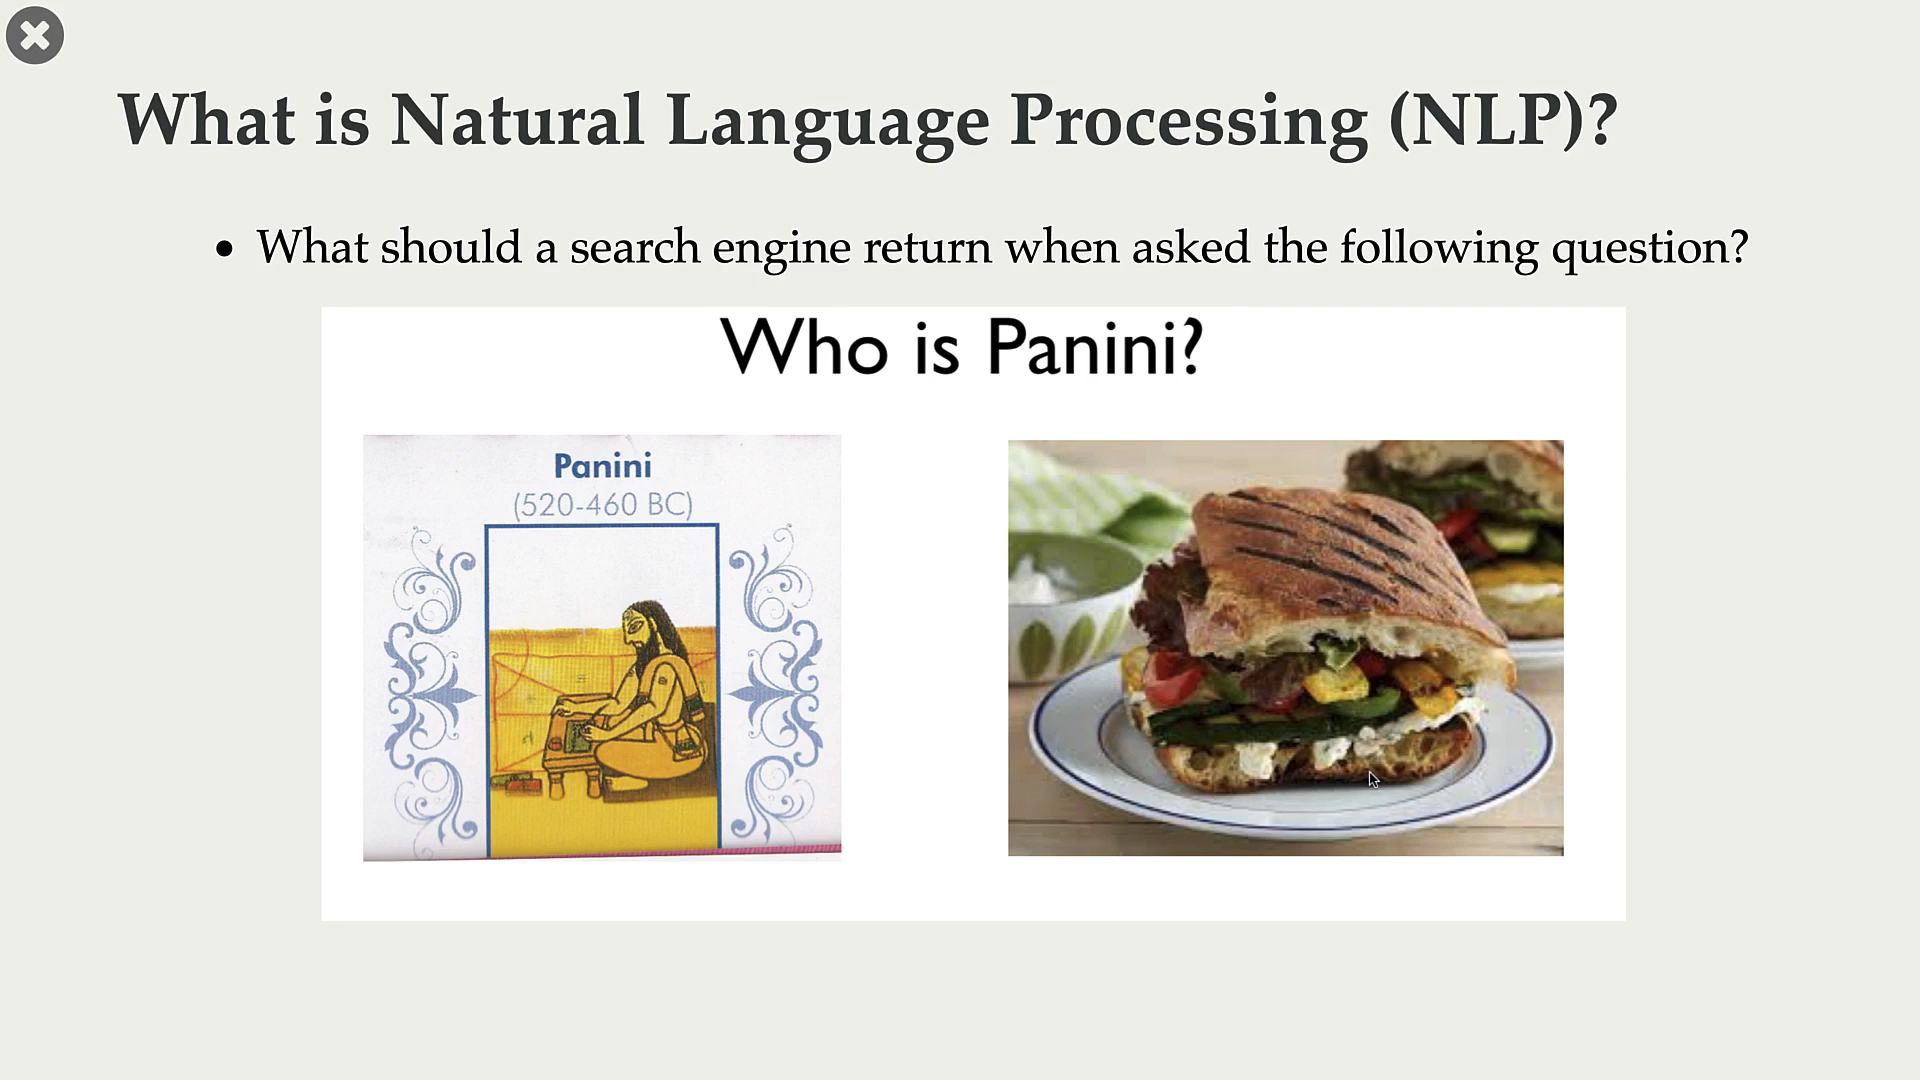 What is Natural Language Processing (NLP)?
• What should a search engine return when asked the following question?
Who is Panini?
Panini
(520-460 BC)